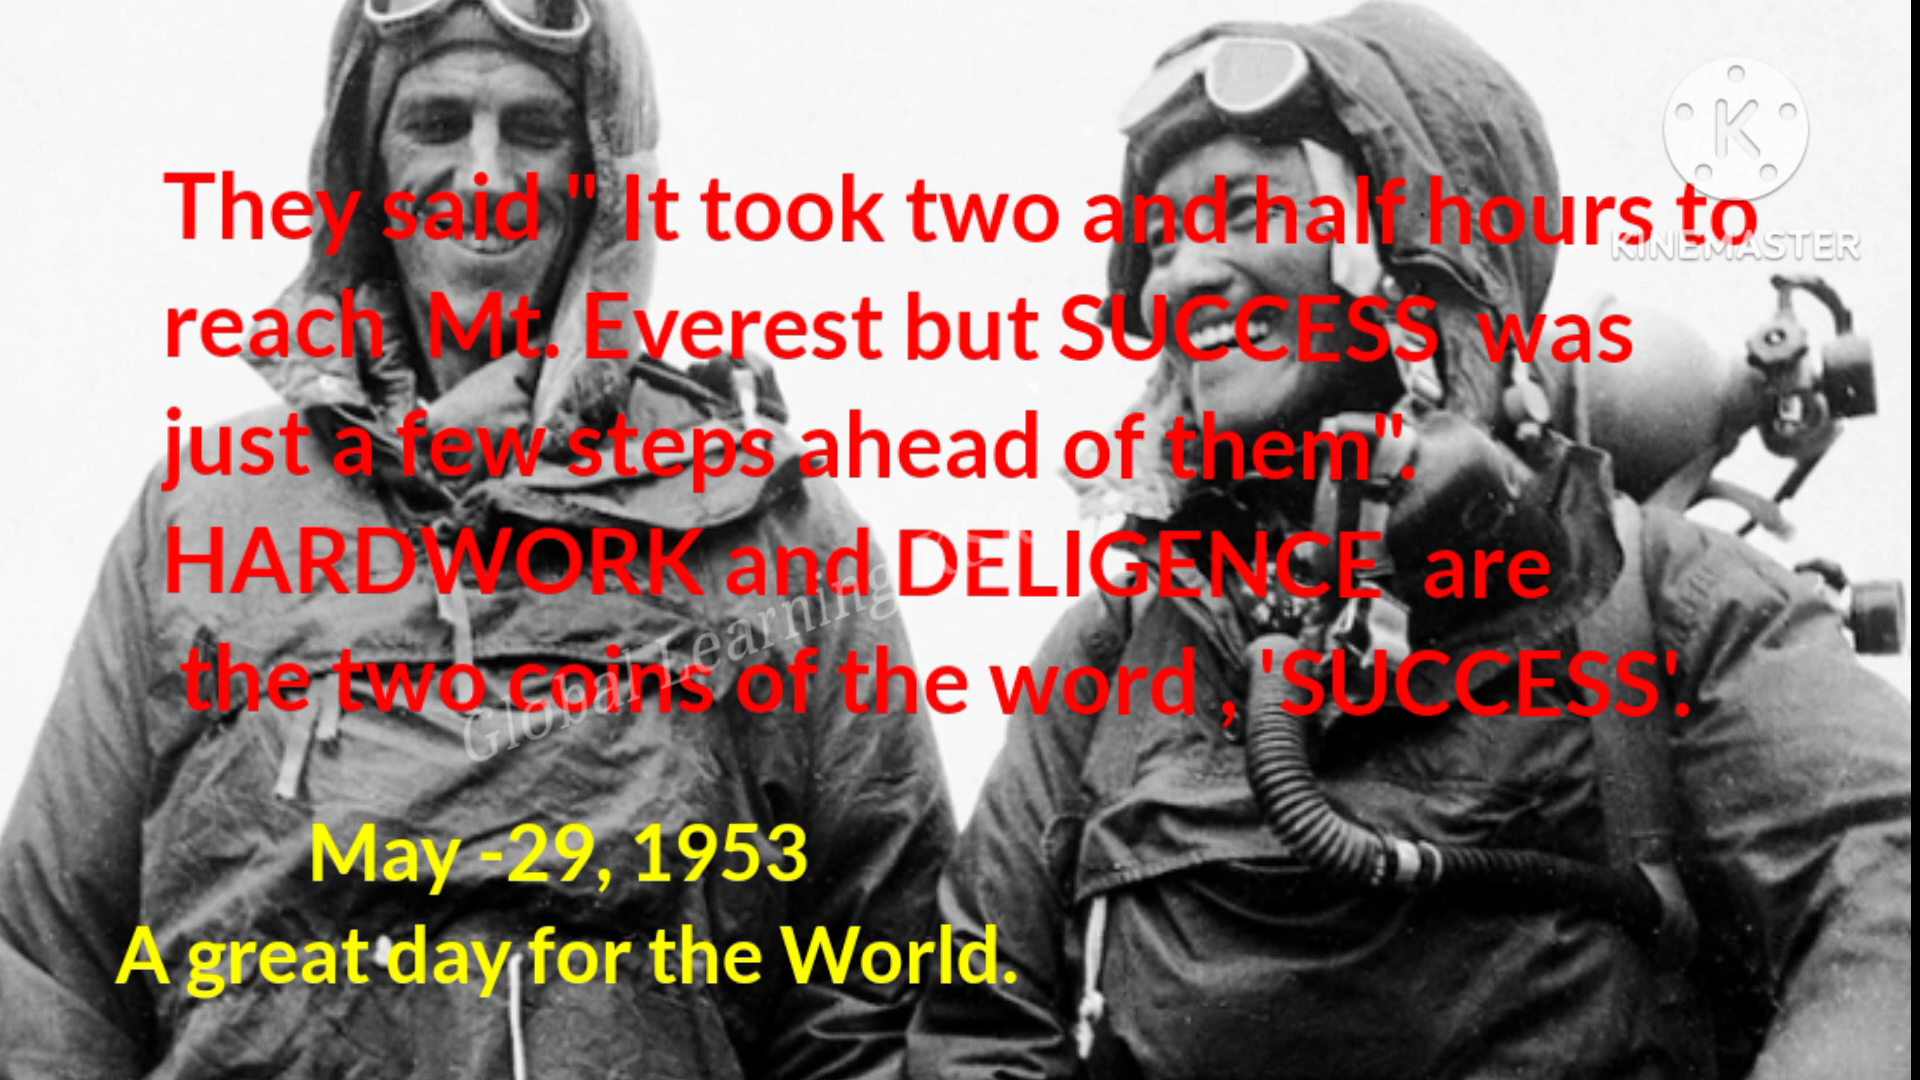 They said " It took two and half hours to
reach Mt. Everest but SUCCESS was
just a few steps ahead of them".
HARDWORK and DELIGENCE are
the two coins of the word , 'SUCCESS'.
May -29, 1953
A great day for the World.
K
KINEMASTER
Global Learning